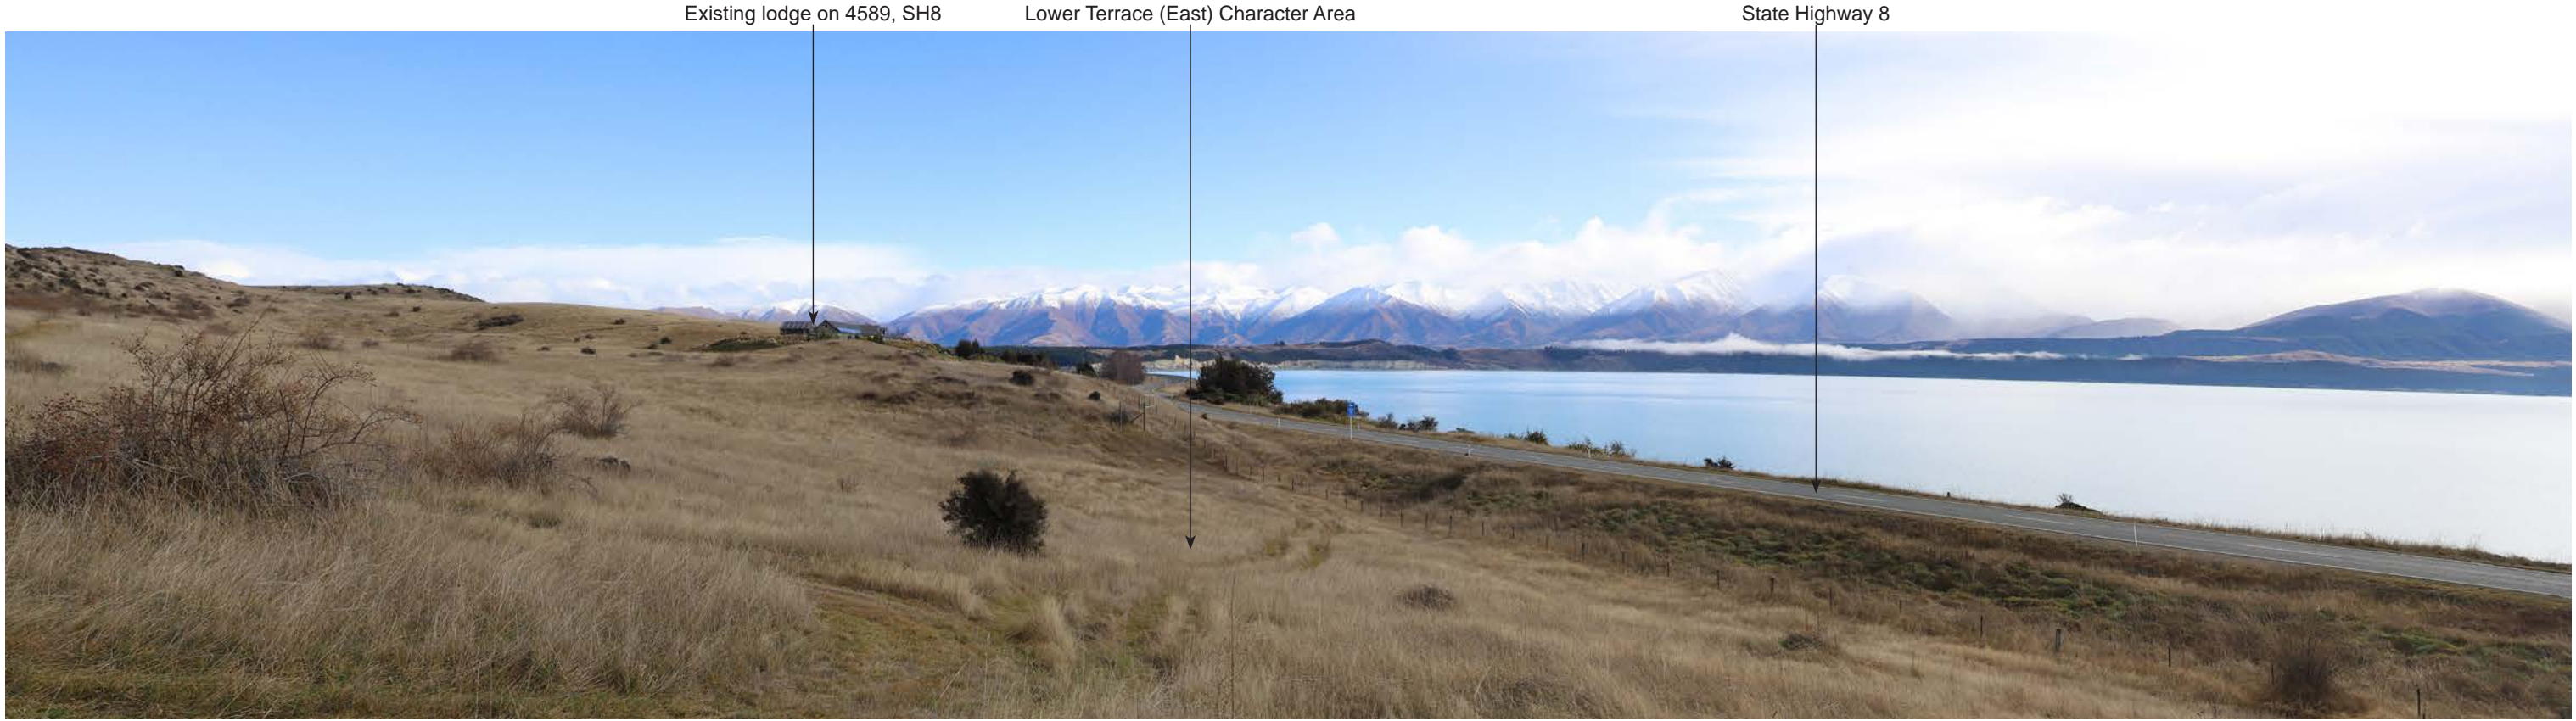 Existing lodge on 4589, SH8
Lower Terrace (East) Character Area
State Highway 8